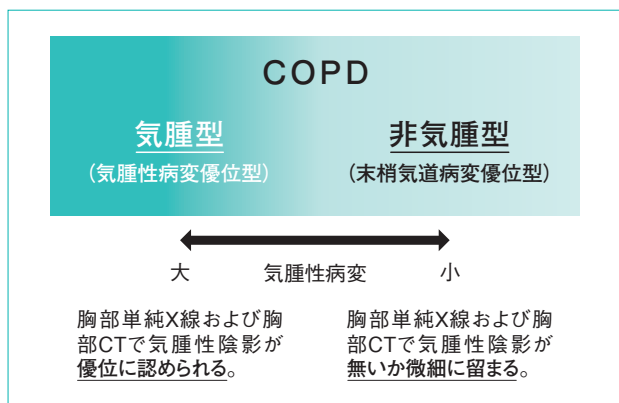 COPD
気腫型 非気腫型
（気腫性病変優位型） （末梢気道病変優位型）
大 気腫性病変 小
胸部単純X線および胸
部CTで気腫性陰影が
優位に認められる。
胸部単純X線および胸
部CTで気腫性陰影が
無いか微細に留まる。